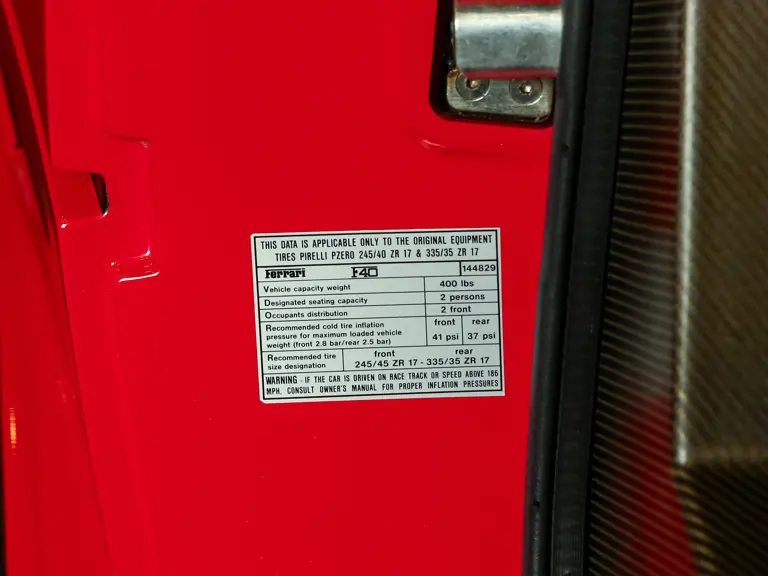 THIS DATA IS APPLICABLE ONLY TO THE ORIGINAL EQUIPMENT
TIRES PIRELLI PZERO 245/40 ZR 17 & 335/35 ZR 17
Ferrari F40 144829
Vehicle capacity weight 400 lbs
Designated seating capacity 2 persons
Occupants distribution 2 front
Recommended cold tire inflation front rear
pressure for maximum loaded vehicle
weight (front 2.8 bar/rear 2.5 bar) 41 psi 37 psi
Recommended tire front rear
size designation 245/45 ZR 17 - 335/35 ZR 17
WARNING - IF THE CAR IS DRIVEN ON RACE TRACK OR SPEED ABOVE 186
MPH, CONSULT OWNER'S MANUAL FOR PROPER INFLATION PRESSURES